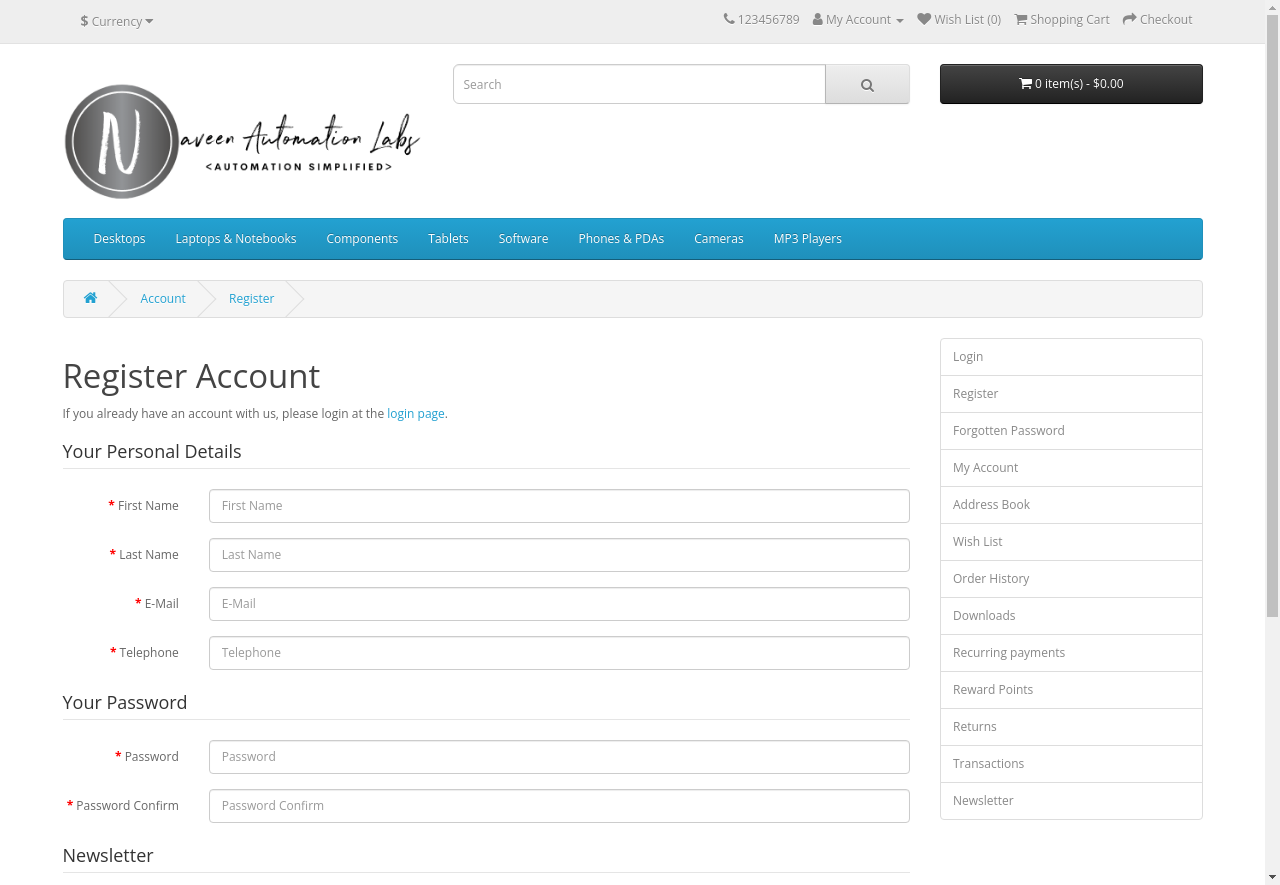 $ Currency
123456789 My Account Wish List (0) Shopping Cart Checkout
N aveen Automation Labs
<AUTOMATION SIMPLIFIED>
Search
0 item(s) - $0.00
Desktops Laptops & Notebooks Components Tablets Software Phones & PDAs Cameras MP3 Players
Account Register
Register Account
If you already have an account with us, please login at the login page.
Your Personal Details
* First Name First Name
* Last Name Last Name
* E-Mail E-Mail
* Telephone Telephone
Your Password
* Password Password
* Password Confirm Password Confirm
Newsletter
Login
Register
Forgotten Password
My Account
Address Book
Wish List
Order History
Downloads
Recurring payments
Reward Points
Returns
Transactions
Newsletter